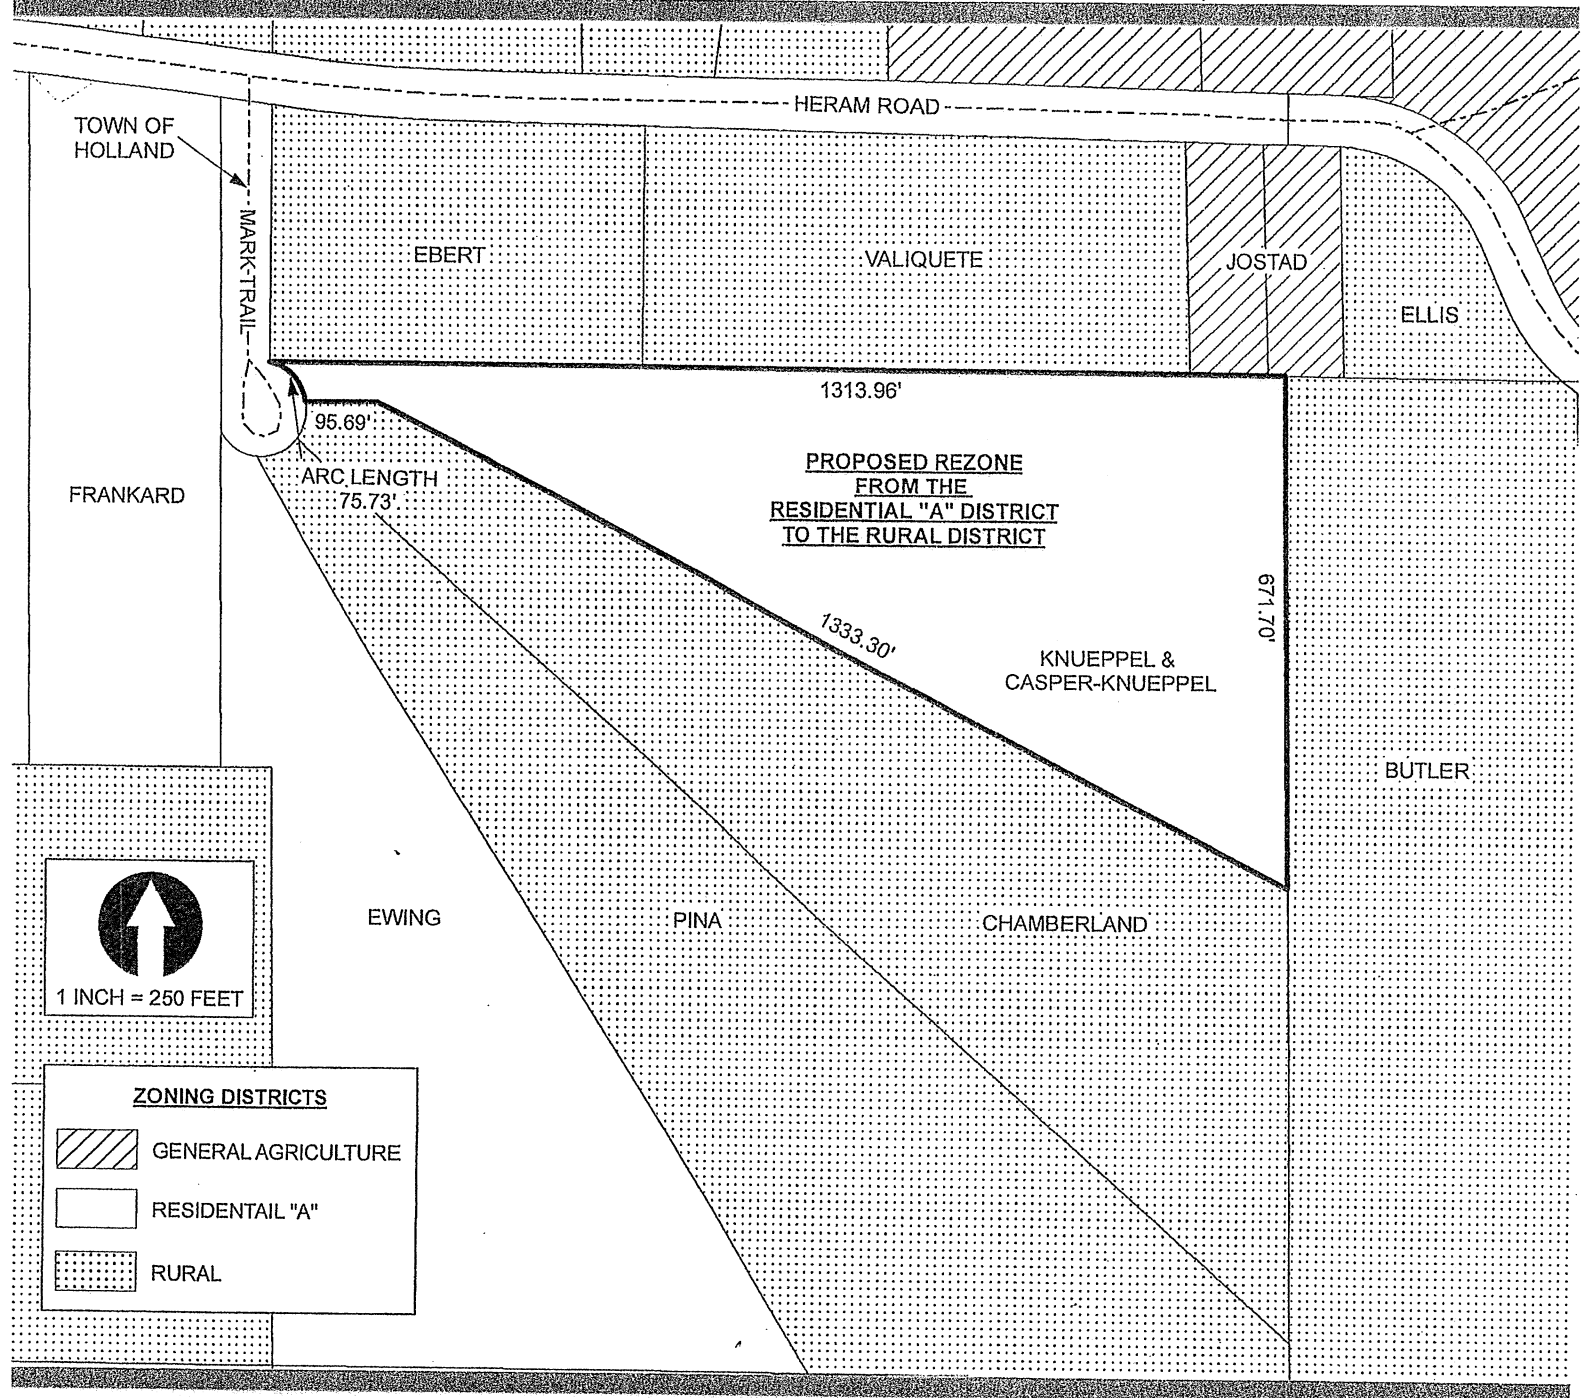 HERAM ROAD
TOWN OF
HOLLAND
MARK TRAIL
EBERT
VALIQUETE
JOSTAD
ELLIS
1313.96'
95.69'
ARC LENGTH
75.73'
FRANKARD
PROPOSED REZONE
FROM THE
RESIDENTIAL "A" DISTRICT
TO THE RURAL DISTRICT
671.70'
1333.30'
KNUEPPEL &
CASPER-KNUEPPEL
BUTLER
EWING
PINA
CHAMBERLAND
1 INCH = 250 FEET
ZONING DISTRICTS
GENERAL AGRICULTURE
RESIDENTAIL "A"
RURAL